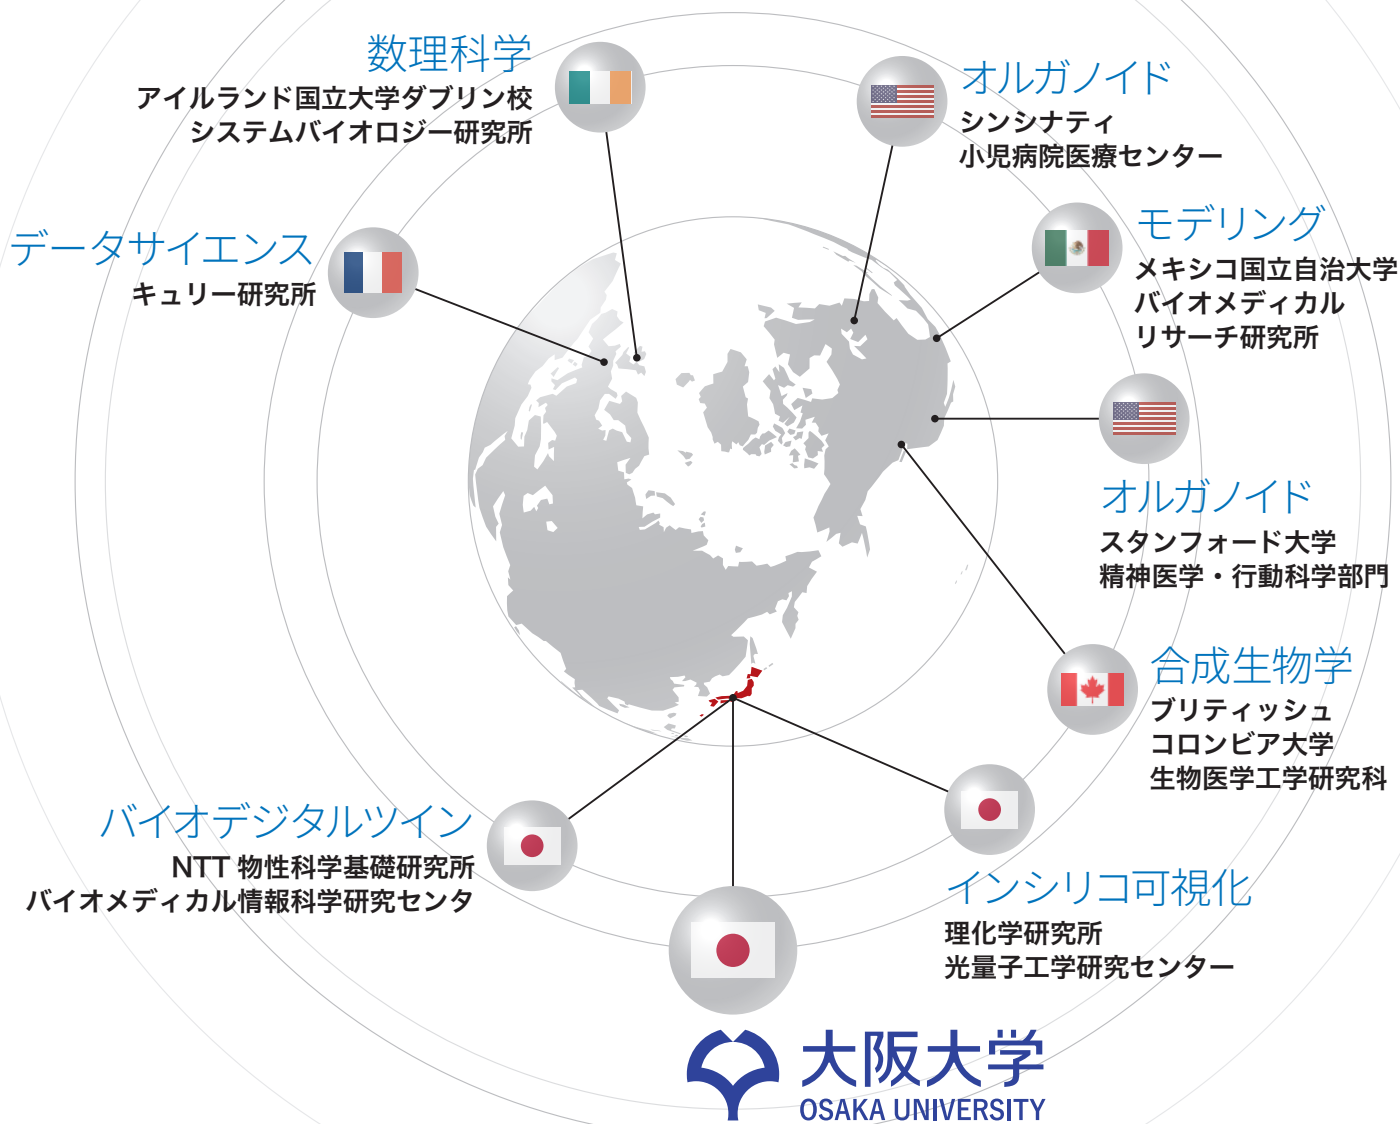 数理科学
アイルランド国立大学ダブリン校
システムバイオロジー研究所
オルガノイド
シンシナティ
小児病院医療センター
データサイエンス
キュリー研究所
モデリング
メキシコ国立自治大学
バイオメディカル
リサーチ研究所
オルガノイド
スタンフォード大学
精神医学・行動科学部門
合成生物学
ブリティッシュ
コロンビア大学
生物医学工学研究科
バイオデジタルツイン
NTT 物性科学基礎研究所
バイオメディカル情報科学研究センタ
インシリコ可視化
理化学研究所
光量子工学研究センター
大阪大学
OSAKA UNIVERSITY